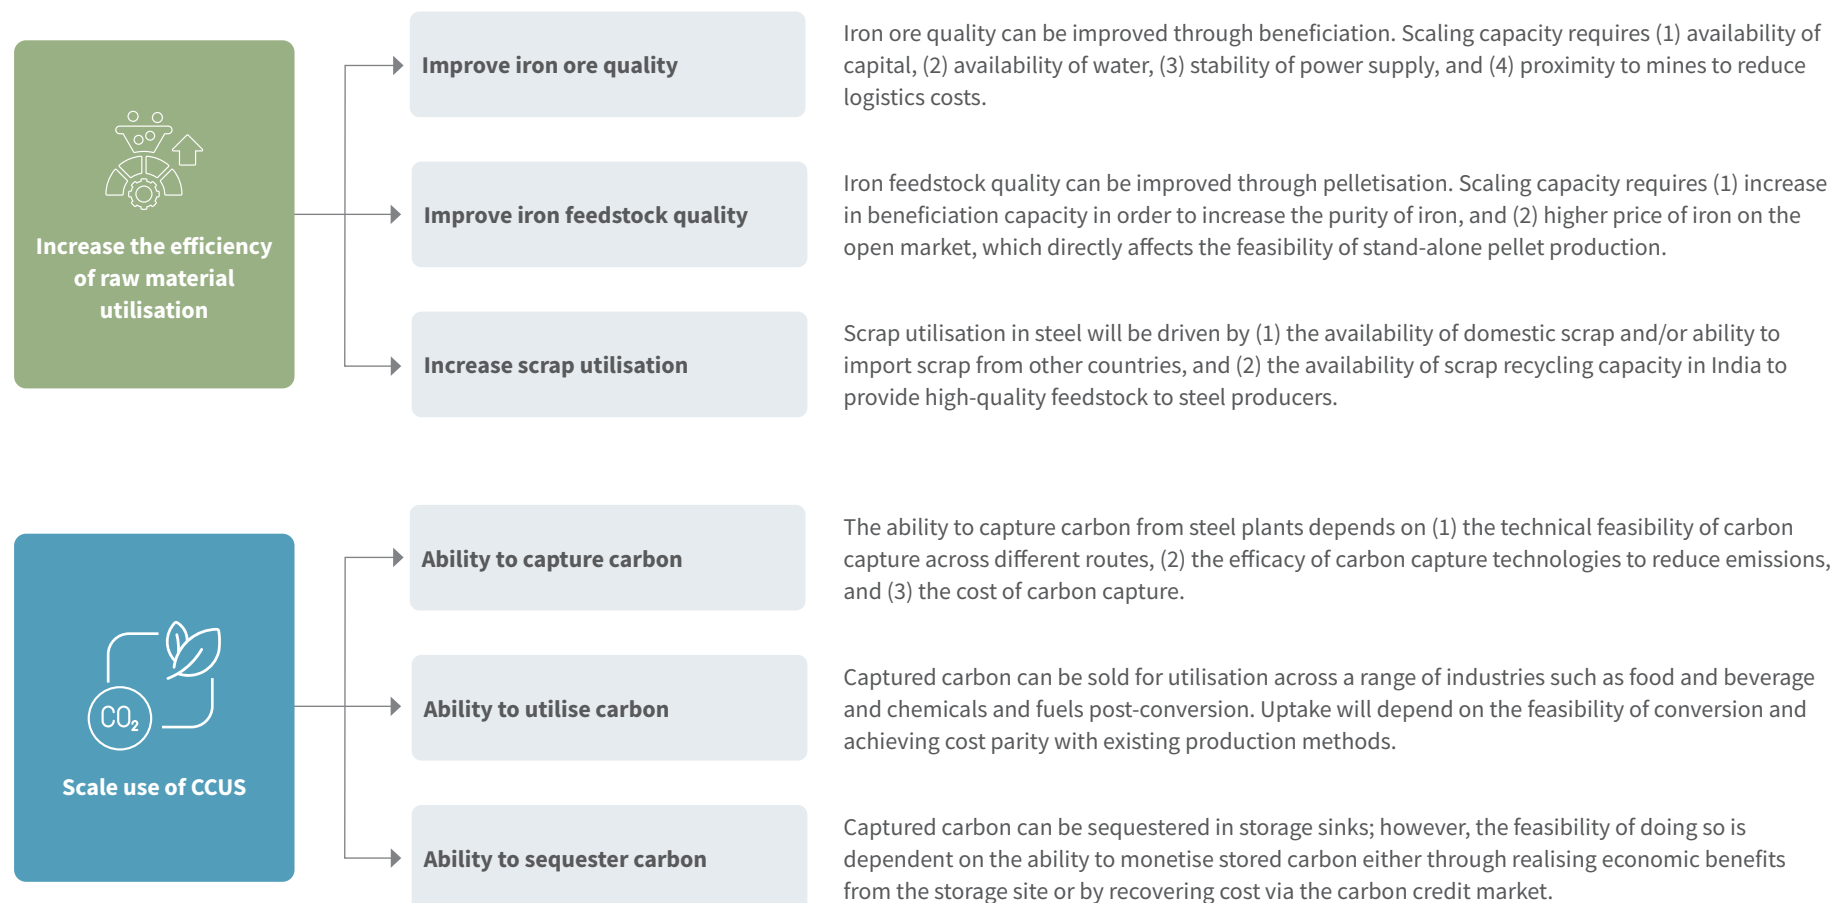 Increase the efficiency
of raw material
utilisation
Improve iron ore quality
Iron ore quality can be improved through beneficiation. Scaling capacity requires (1) availability of
capital, (2) availability of water, (3) stability of power supply, and (4) proximity to mines to reduce
logistics costs.
Improve iron feedstock quality
Iron feedstock quality can be improved through pelletisation. Scaling capacity requires (1) increase
in beneficiation capacity in order to increase the purity of iron, and (2) higher price of iron on the
open market, which directly affects the feasibility of stand-alone pellet production.
Increase scrap utilisation
Scrap utilisation in steel will be driven by (1) the availability of domestic scrap and/or ability to
import scrap from other countries, and (2) the availability of scrap recycling capacity in India to
provide high-quality feedstock to steel producers.
CO₂
Scale use of CCUS
Ability to capture carbon
The ability to capture carbon from steel plants depends on (1) the technical feasibility of carbon
capture across different routes, (2) the efficacy of carbon capture technologies to reduce emissions,
and (3) the cost of carbon capture.
Ability to utilise carbon
Captured carbon can be sold for utilisation across a range of industries such as food and beverage
and chemicals and fuels post-conversion. Uptake will depend on the feasibility of conversion and
achieving cost parity with existing production methods.
Ability to sequester carbon
Captured carbon can be sequestered in storage sinks; however, the feasibility of doing so is
dependent on the ability to monetise stored carbon either through realising economic benefits
from the storage site or by recovering cost via the carbon credit market.